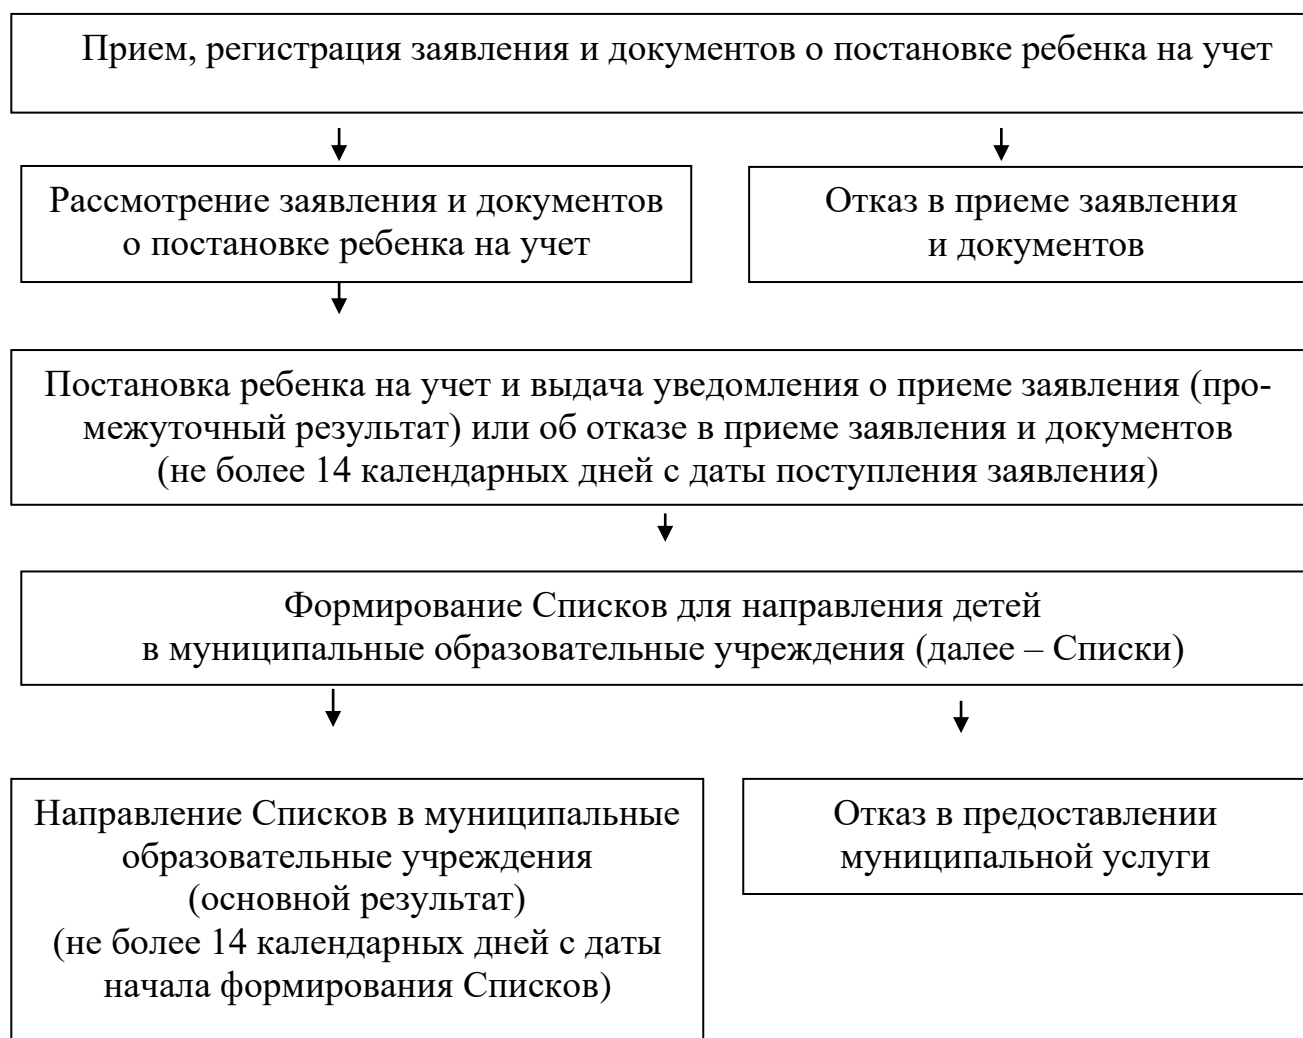 Прием, регистрация заявления и документов о постановке ребенка на учет
Рассмотрение заявления и документов
о постановке ребенка на учет
Отказ в приеме заявления
и документов
Постановка ребенка на учет и выдача уведомления о приеме заявления (про-
межуточный результат) или об отказе в приеме заявления и документов
(не более 14 календарных дней с даты поступления заявления)
Формирование Списков для направления детей
в муниципальные образовательные учреждения (далее – Списки)
Направление Списков в муниципальные
образовательные учреждения
(основной результат)
(не более 14 календарных дней с даты
начала формирования Списков)
Отказ в предоставлении
муниципальной услуги